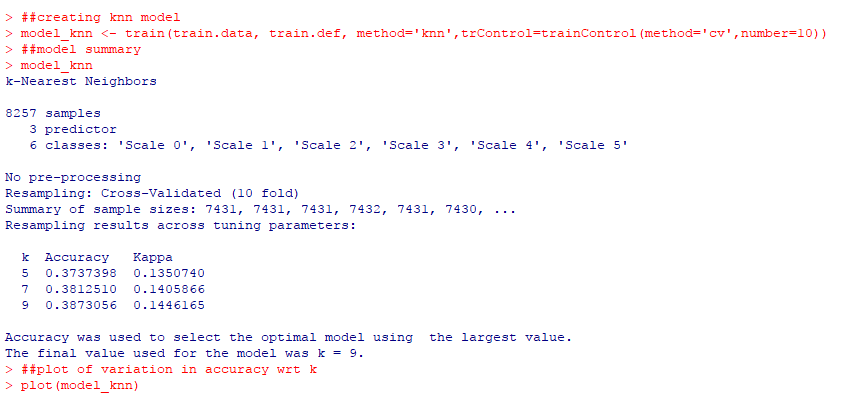 > ##creating knn model
> model_knn <- train(train.data, train.def, method='knn',trControl=trainControl(method='cv',number=10))
> ##model summary
> model_knn
k-Nearest Neighbors
8257 samples
3 predictor
6 classes: 'Scale 0', 'Scale 1', 'Scale 2', 'Scale 3', 'Scale 4', 'Scale 5'
No pre-processing
Resampling: Cross-Validated (10 fold)
Summary of sample sizes: 7431, 7431, 7431, 7432, 7431, 7430, ...
Resampling results across tuning parameters:
k Accuracy Kappa
5 0.3737398 0.1350740
7 0.3812510 0.1405866
9 0.3873056 0.1446165
Accuracy was used to select the optimal model using the largest value.
The final value used for the model was k = 9.
> ##plot of variation in accuracy wrt k
> plot(model_knn)